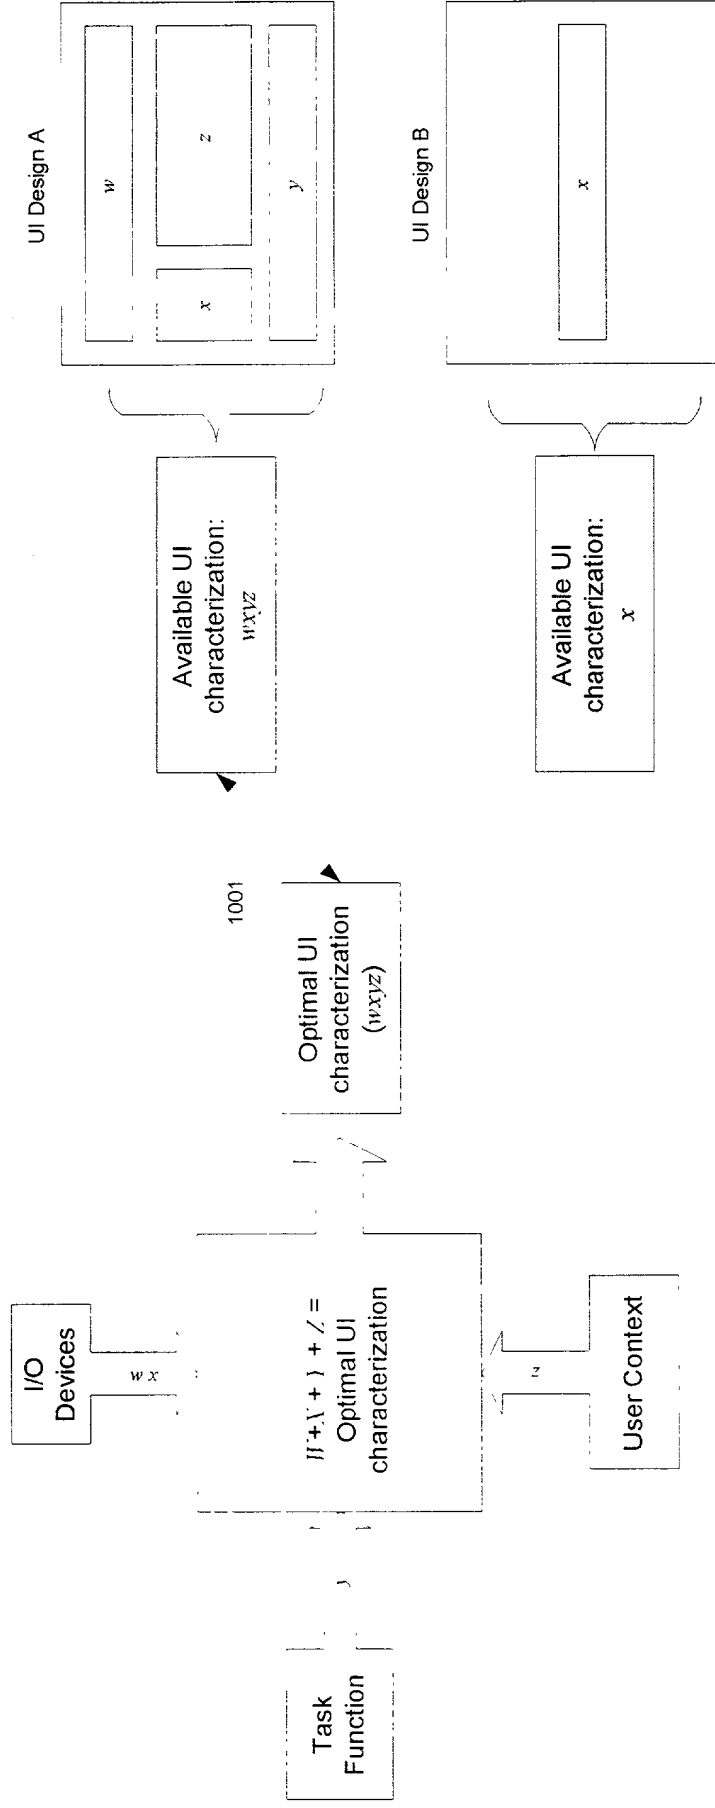 I/O
Devices
w x
Task
Function
y
W+X + Y + Z =
Optimal UI
characterization
z
User Context
1001
Optimal UI
characterization
(wxyz)
Available UI
characterization:
wxyz
UI Design A
w
x
z
y
Available UI
characterization:
x
UI Design B
x